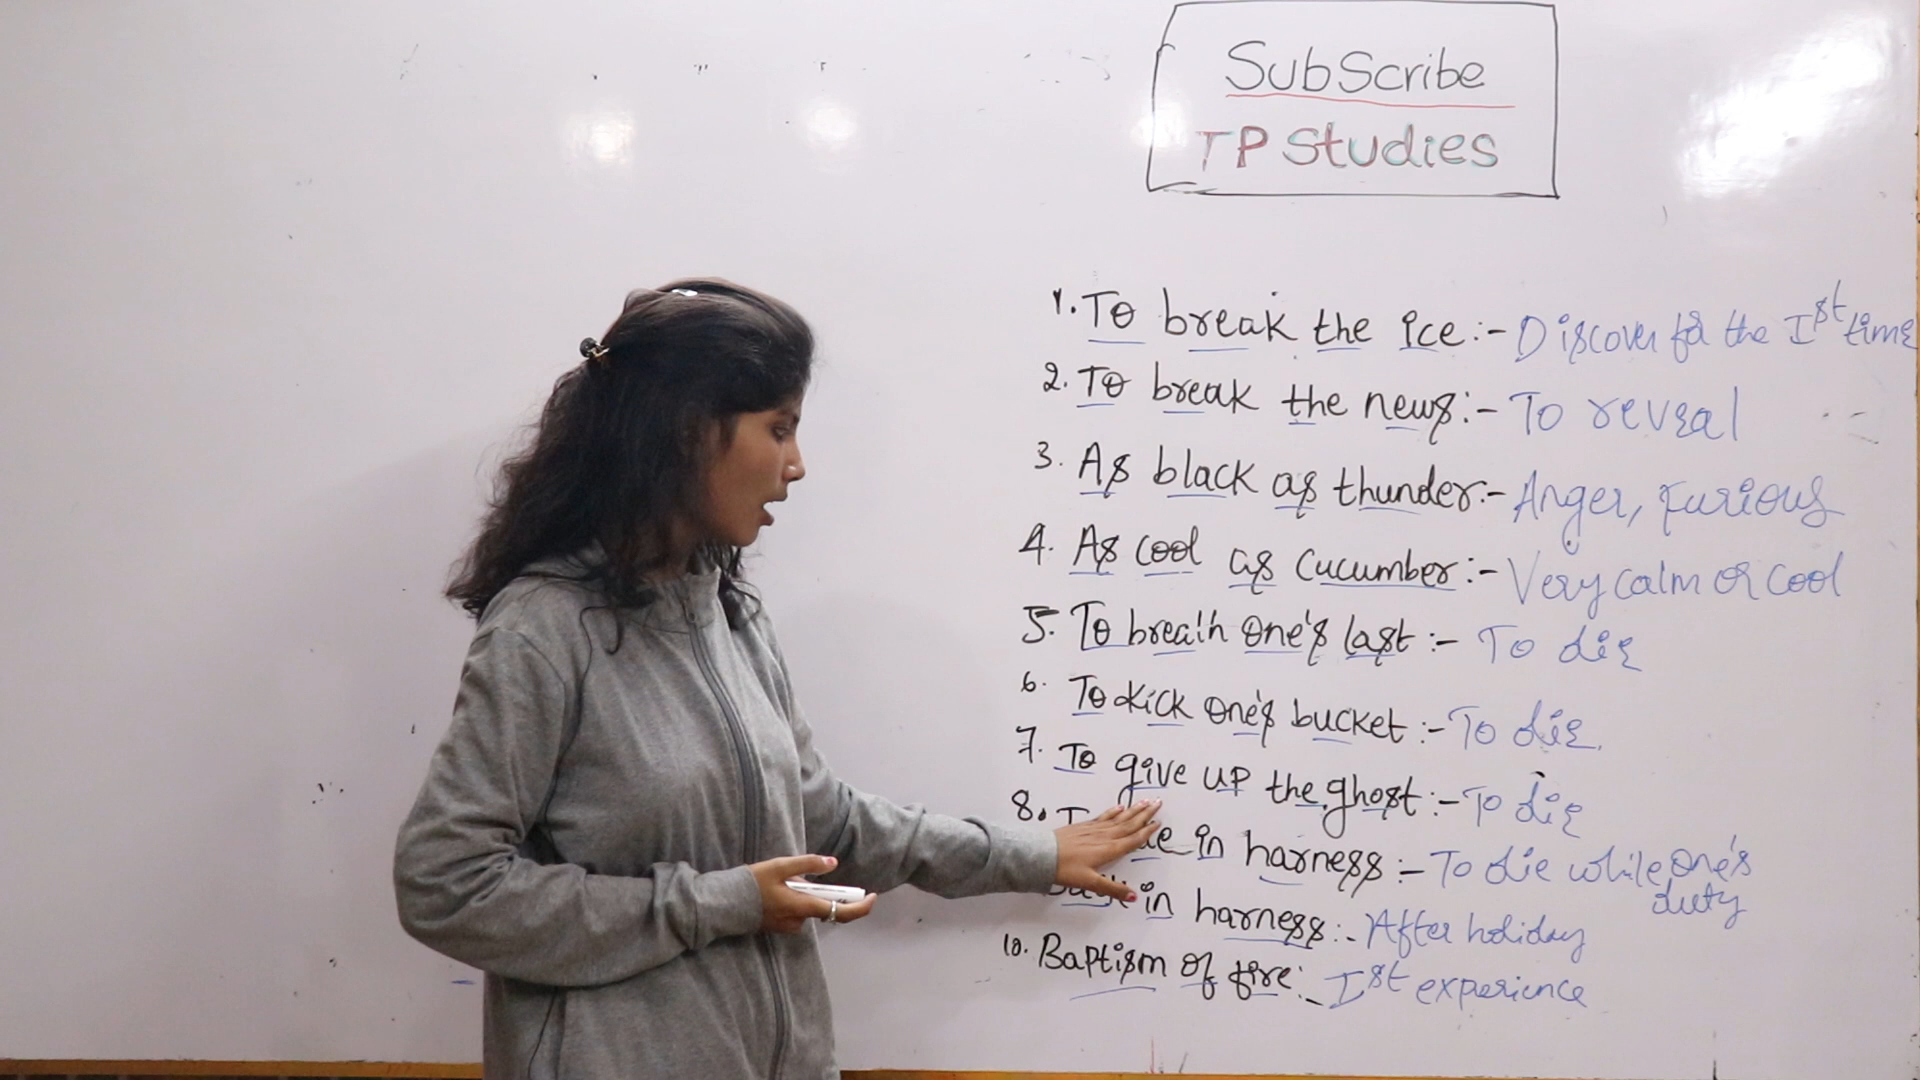 SubScribe
TP Studies
1. To break the ice :- Discover for the Ist time
2. To break the news :- To reveal
3. As black as thunder :- Anger, furious
4. As cool as cucumber :- Very calm or cool
5. To breath one's last :- To die
6. To kick one's bucket :- To die
7. To give up the ghost :- To die
8. in harness :- To die while one's
duty
in harness :- After holiday
10. Baptism of fire :- Ist experience